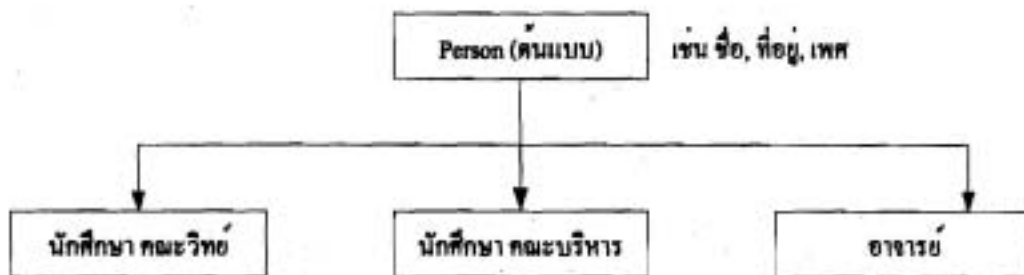 Person (ต้นแบบ) เช่น ชื่อ, ที่อยู่, เพศ
นักศึกษา คณะวิทย์ นักศึกษา คณะบริหาร อาจารย์